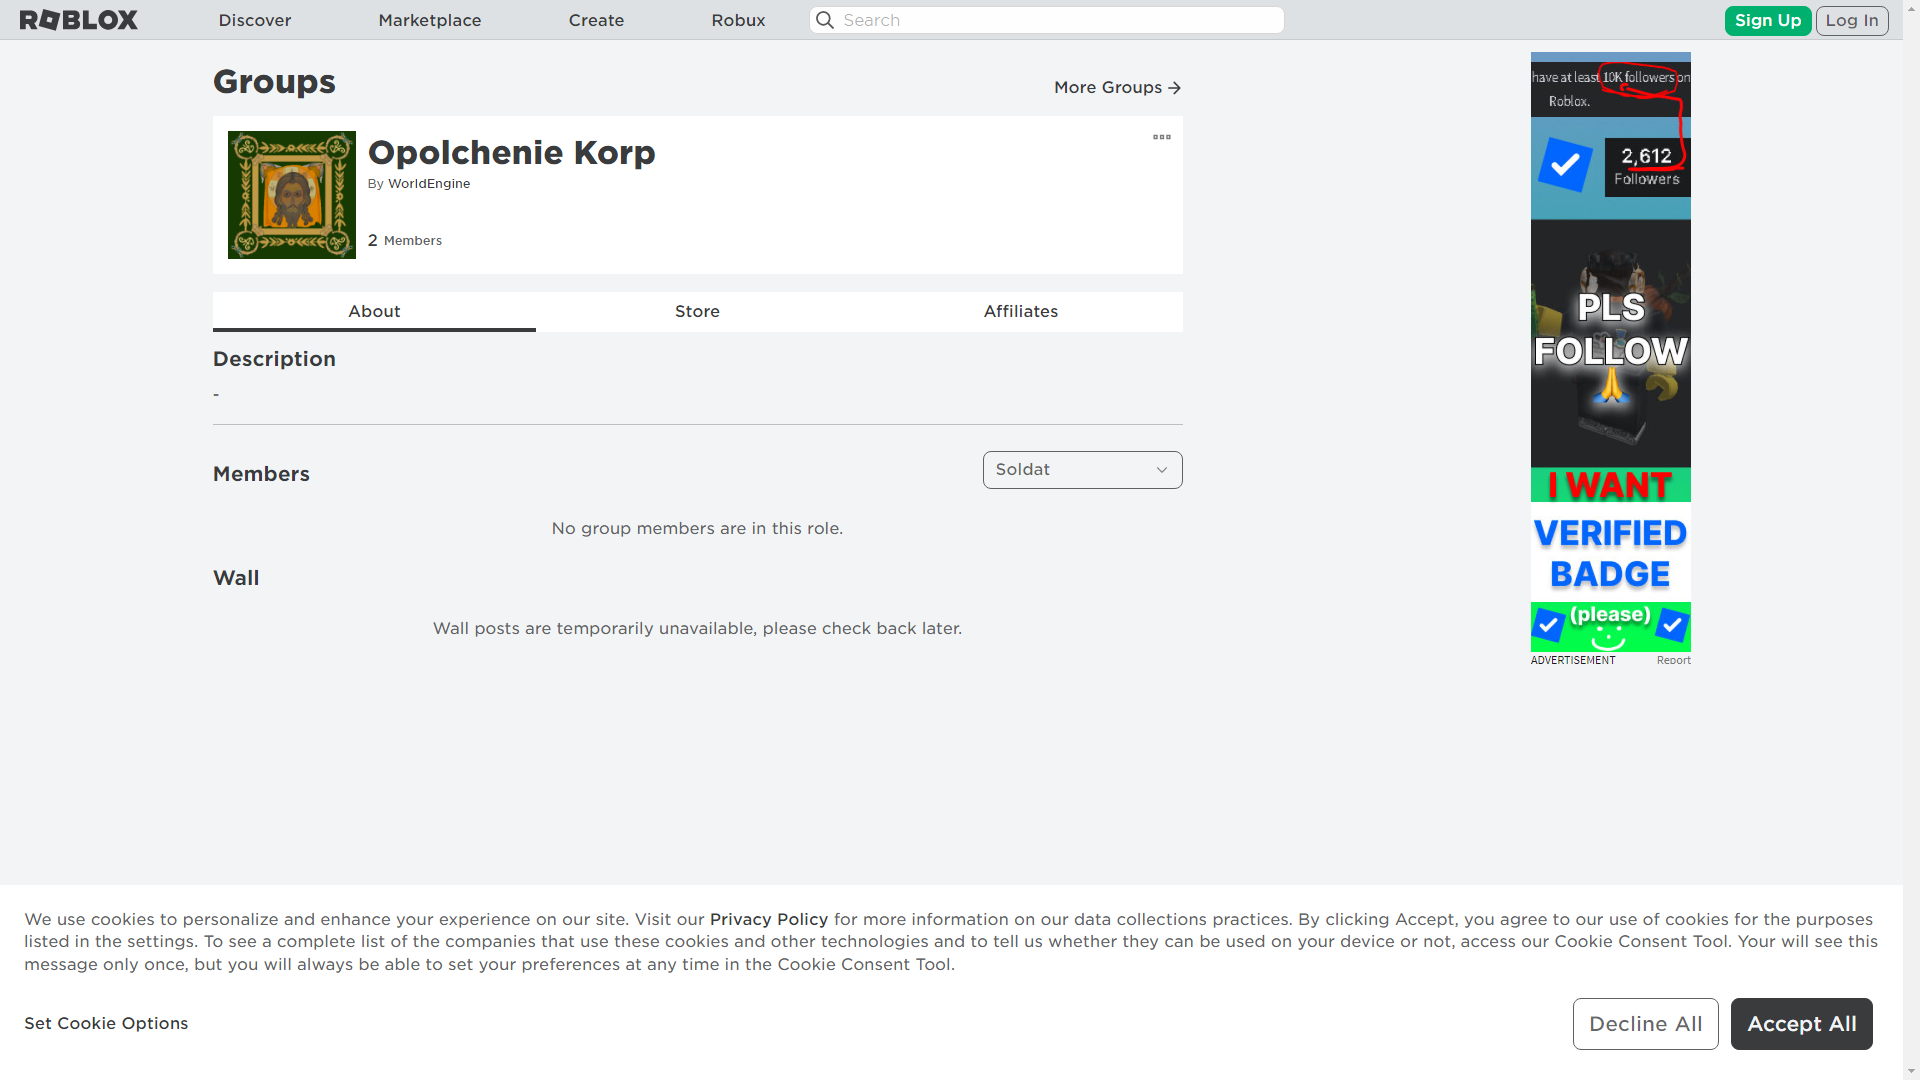 ROBLOX
Discover
Marketplace
Create
Robux
Search
Sign Up
Log In
Groups
More Groups
Opolchenie Korp
By WorldEngine
2 Members
About
Store
Affiliates
Description
-
Members
Soldat
No group members are in this role.
Wall
Wall posts are temporarily unavailable, please check back later.
have at least 10K followers on
Roblox.
2,612
Followers
PLS
FOLLOW
I WANT
VERIFIED
BADGE
(please)
ADVERTISEMENT
Report
We use cookies to personalize and enhance your experience on our site. Visit our Privacy Policy for more information on our data collections practices. By clicking Accept, you agree to our use of cookies for the purposes
listed in the settings. To see a complete list of the companies that use these cookies and other technologies and to tell us whether they can be used on your device or not, access our Cookie Consent Tool. Your will see this
message only once, but you will always be able to set your preferences at any time in the Cookie Consent Tool.
Set Cookie Options
Decline All
Accept All